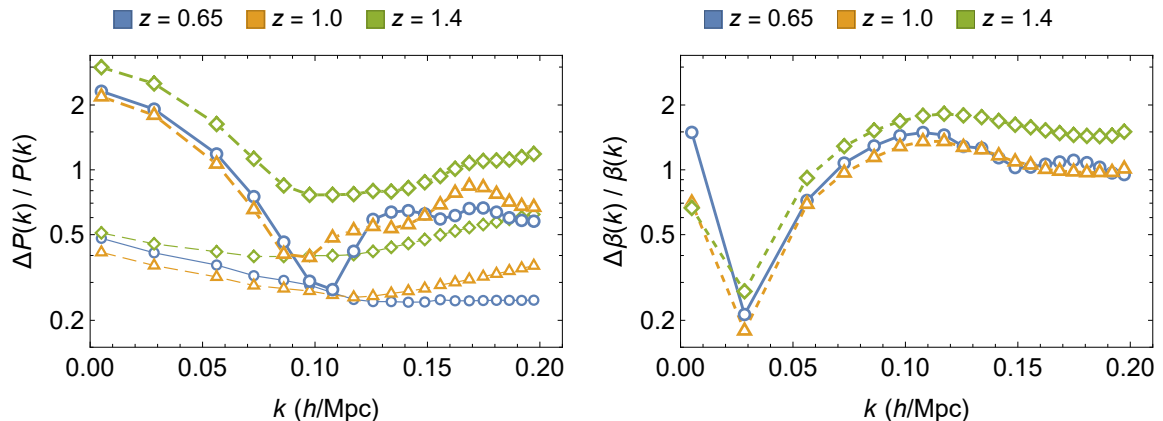 z = 0.65 z = 1.0 z = 1.4
ΔP(k) / P(k)
2
1
0.5
0.2
0.00 0.05 0.10 0.15 0.20
k (h/Mpc)
z = 0.65 z = 1.0 z = 1.4
Δβ(k) / β(k)
2
1
0.5
0.2
0.00 0.05 0.10 0.15 0.20
k (h/Mpc)